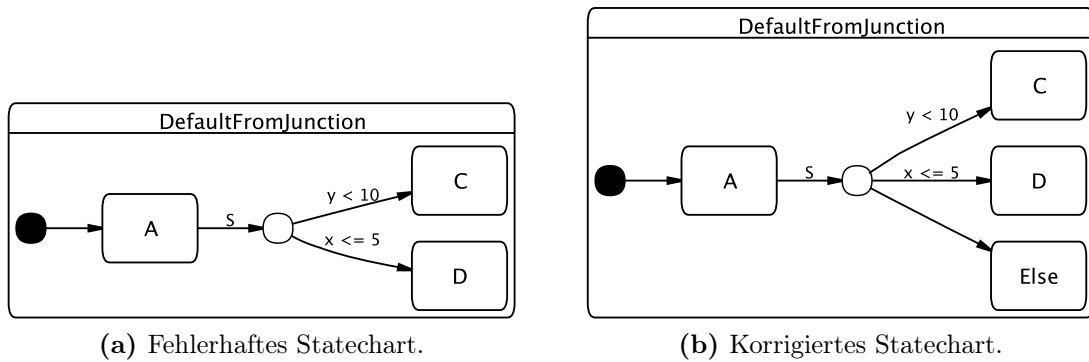 DefaultFromJunction
A
S
y < 10
x <= 5
C
D
(a) Fehlerhaftes Statechart.
DefaultFromJunction
A
S
y < 10
x <= 5
C
D
Else
(b) Korrigiertes Statechart.